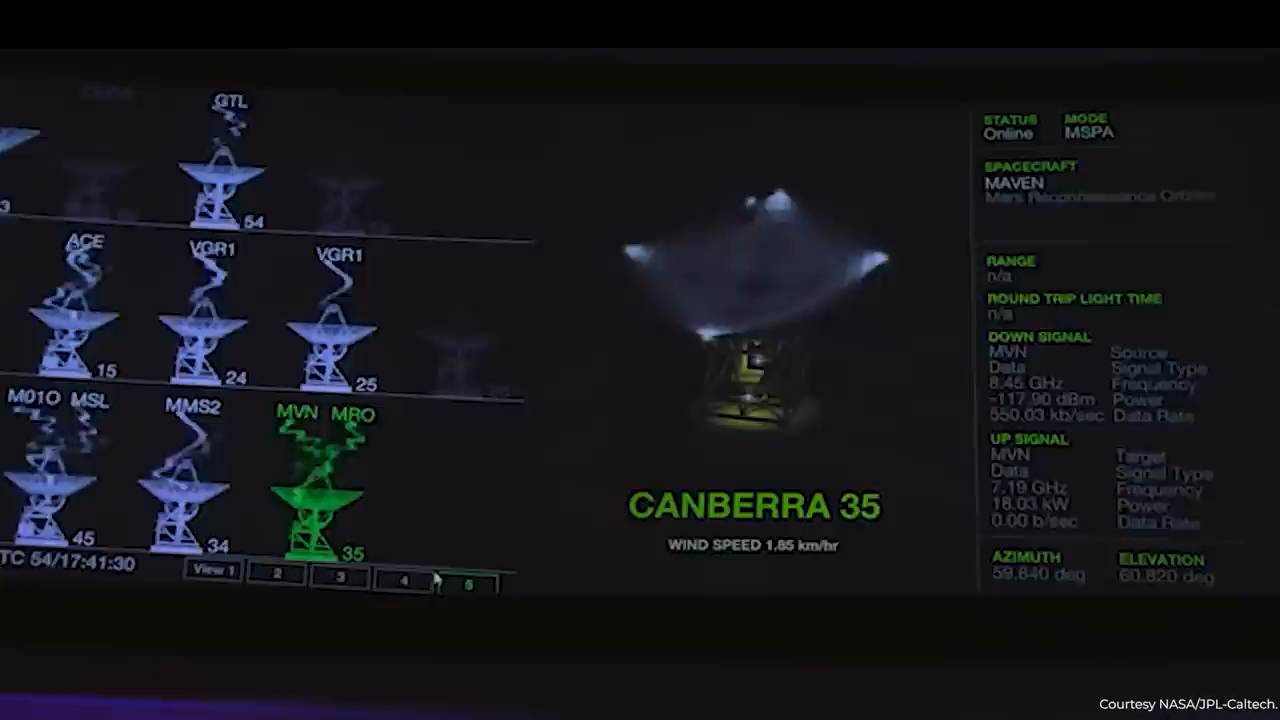 GTL
3
54
ACE VGR1 VGR1
15 24 25
M01O MSL MMS2 MVN MRO
45 34 35
TC 54/17:41:30
View 1 2 3 4 5
CANBERRA 35
WIND SPEED 1.85 km/hr
STATUS MODE
Online MSPA
SPACECRAFT
MAVEN
Mars Reconnaissance Orbiter
RANGE
n/a
ROUND TRIP LIGHT TIME
n/a
DOWN SIGNAL
MVN Source
Data Signal Type
8.45 GHz Frequency
-117.90 dBm Power
550.03 kb/sec Data Rate
UP SIGNAL
MVN Target
Data Signal Type
7.19 GHz Frequency
18.03 kW Power
0.00 b/sec Data Rate
AZIMUTH ELEVATION
59.840 deg 60.820 deg
Courtesy NASA/JPL-Caltech.